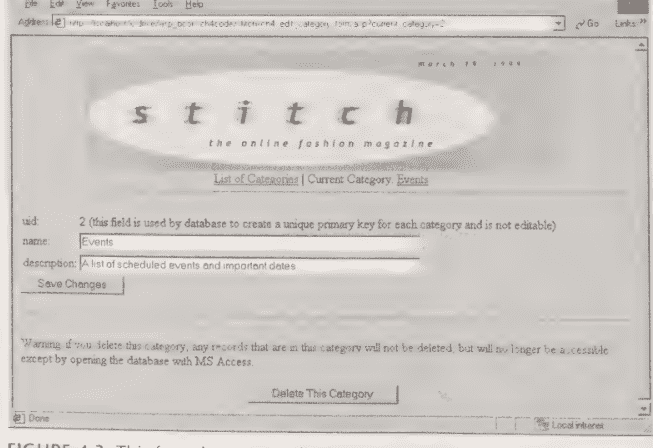 File Edit View Favorites Tools Help
Address Go Links »
March
stitch
the online fashion magazine
List of Categories | Current Category: Events
uid: 2 (this field is used by database to create a unique primary key for each category and is not editable)
name: Events
description: A list of scheduled events and important dates
Save Changes
Warning if you delete this category, any records that are in this category will not be deleted, but will no longer be accessible
except by opening the database with MS Access.
Delete This Category
Done Local intranet